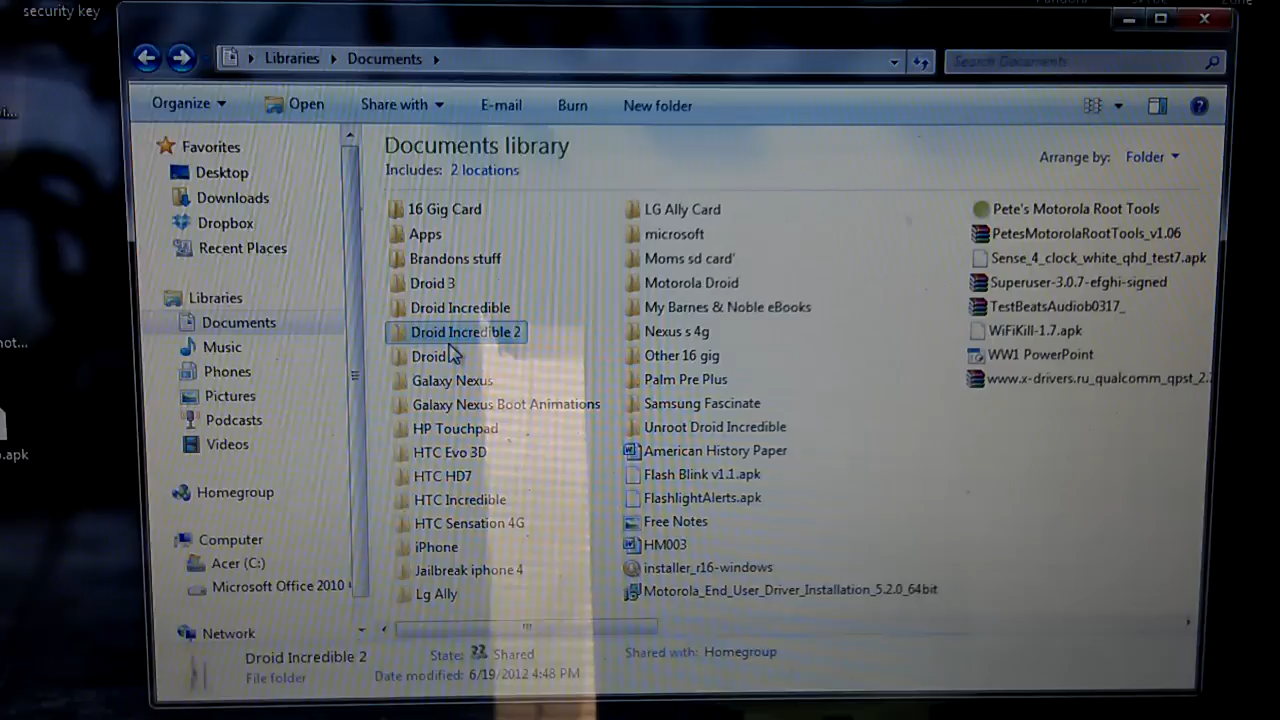 security key
Libraries
Documents
Search Documents
Organize
Open
Share with
E-mail
Burn
New folder
Documents library
Includes: 2 locations
Arrange by: Folder
Favorites
Desktop
Downloads
Dropbox
Recent Places
Libraries
Documents
Music
Phones
Pictures
Podcasts
Videos
Homegroup
Computer
Acer (C:)
Microsoft Office 2010
Network
16 Gig Card
Apps
Brandons stuff
Droid 3
Droid Incredible
Droid Incredible 2
Droid
Galaxy Nexus
Galaxy Nexus Boot Animations
HP Touchpad
HTC Evo 3D
HTC HD7
HTC Incredible
HTC Sensation 4G
iPhone
Jailbreak iphone 4
Lg Ally
LG Ally Card
microsoft
Moms sd card'
Motorola Droid
My Barnes & Noble eBooks
Nexus s 4g
Other 16 gig
Palm Pre Plus
Samsung Fascinate
Unroot Droid Incredible
American History Paper
Flash Blink v1.1.apk
FlashlightAlerts.apk
Free Notes
HM003
installer_r16-windows
Motorola_End_User_Driver_Installation_5.2.0_64bit
Pete's Motorola Root Tools
PetesMotorolaRootTools_v1.06
Sense_4_clock_white_qhd_test7.apk
Superuser-3.0.7-efghi-signed
TestBeatsAudiob0317_
WiFiKill-1.7.apk
WW1 PowerPoint
www.x-drivers.ru_qualcomm_qpst_2.
Droid Incredible 2
File folder
State: Shared
Date modified: 6/19/2012 4:48 PM
Shared with: Homegroup
not...
.apk